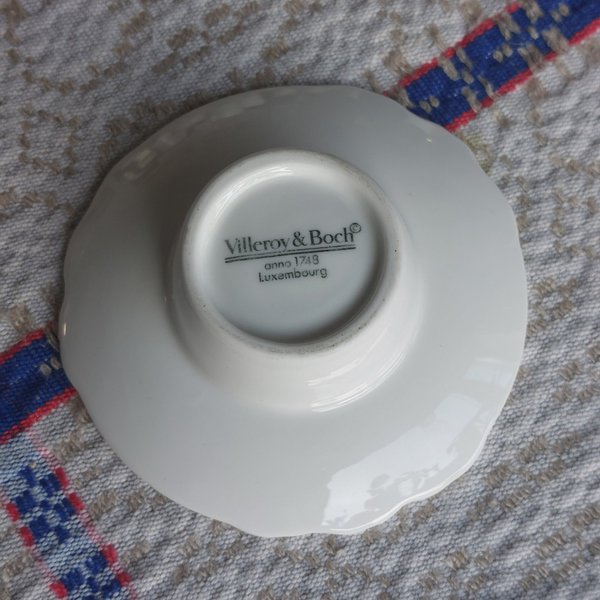 Villeroy & Boch©
anno 1748
Luxembourg